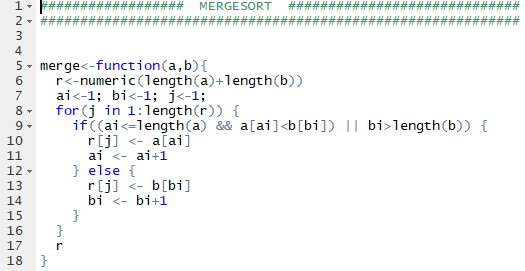 1 ##################  MERGESORT  #############################
2 ############################################################
3
4
5 merge<-function(a,b){
6   r<-numeric(length(a)+length(b))
7   ai<-1; bi<-1; j<-1;
8   for(j in 1:length(r)) {
9     if((ai<=length(a) && a[ai]<b[bi]) || bi>length(b)) {
10       r[j] <- a[ai]
11       ai <- ai+1
12     } else {
13       r[j] <- b[bi]
14       bi <- bi+1
15     }
16   }
17   r
18 }